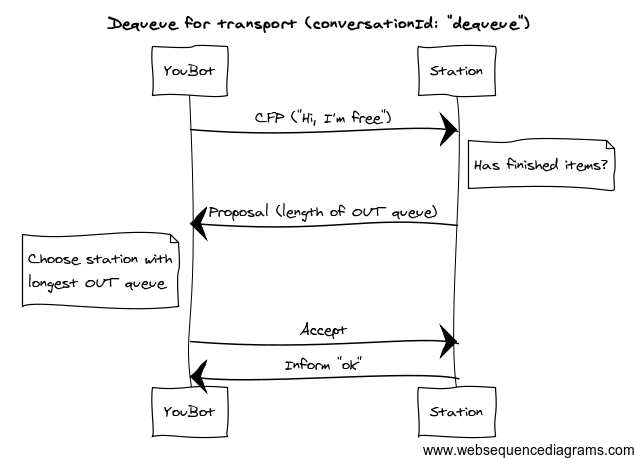 Dequeue for transport (conversationId: "dequeue")
YouBot
Station
CFP ("Hi, I'm free")
Has finished items?
Proposal (length of OUT queue)
Choose station with
longest OUT queue
Accept
Inform "ok"
YouBot
Station
www.websequencediagrams.com